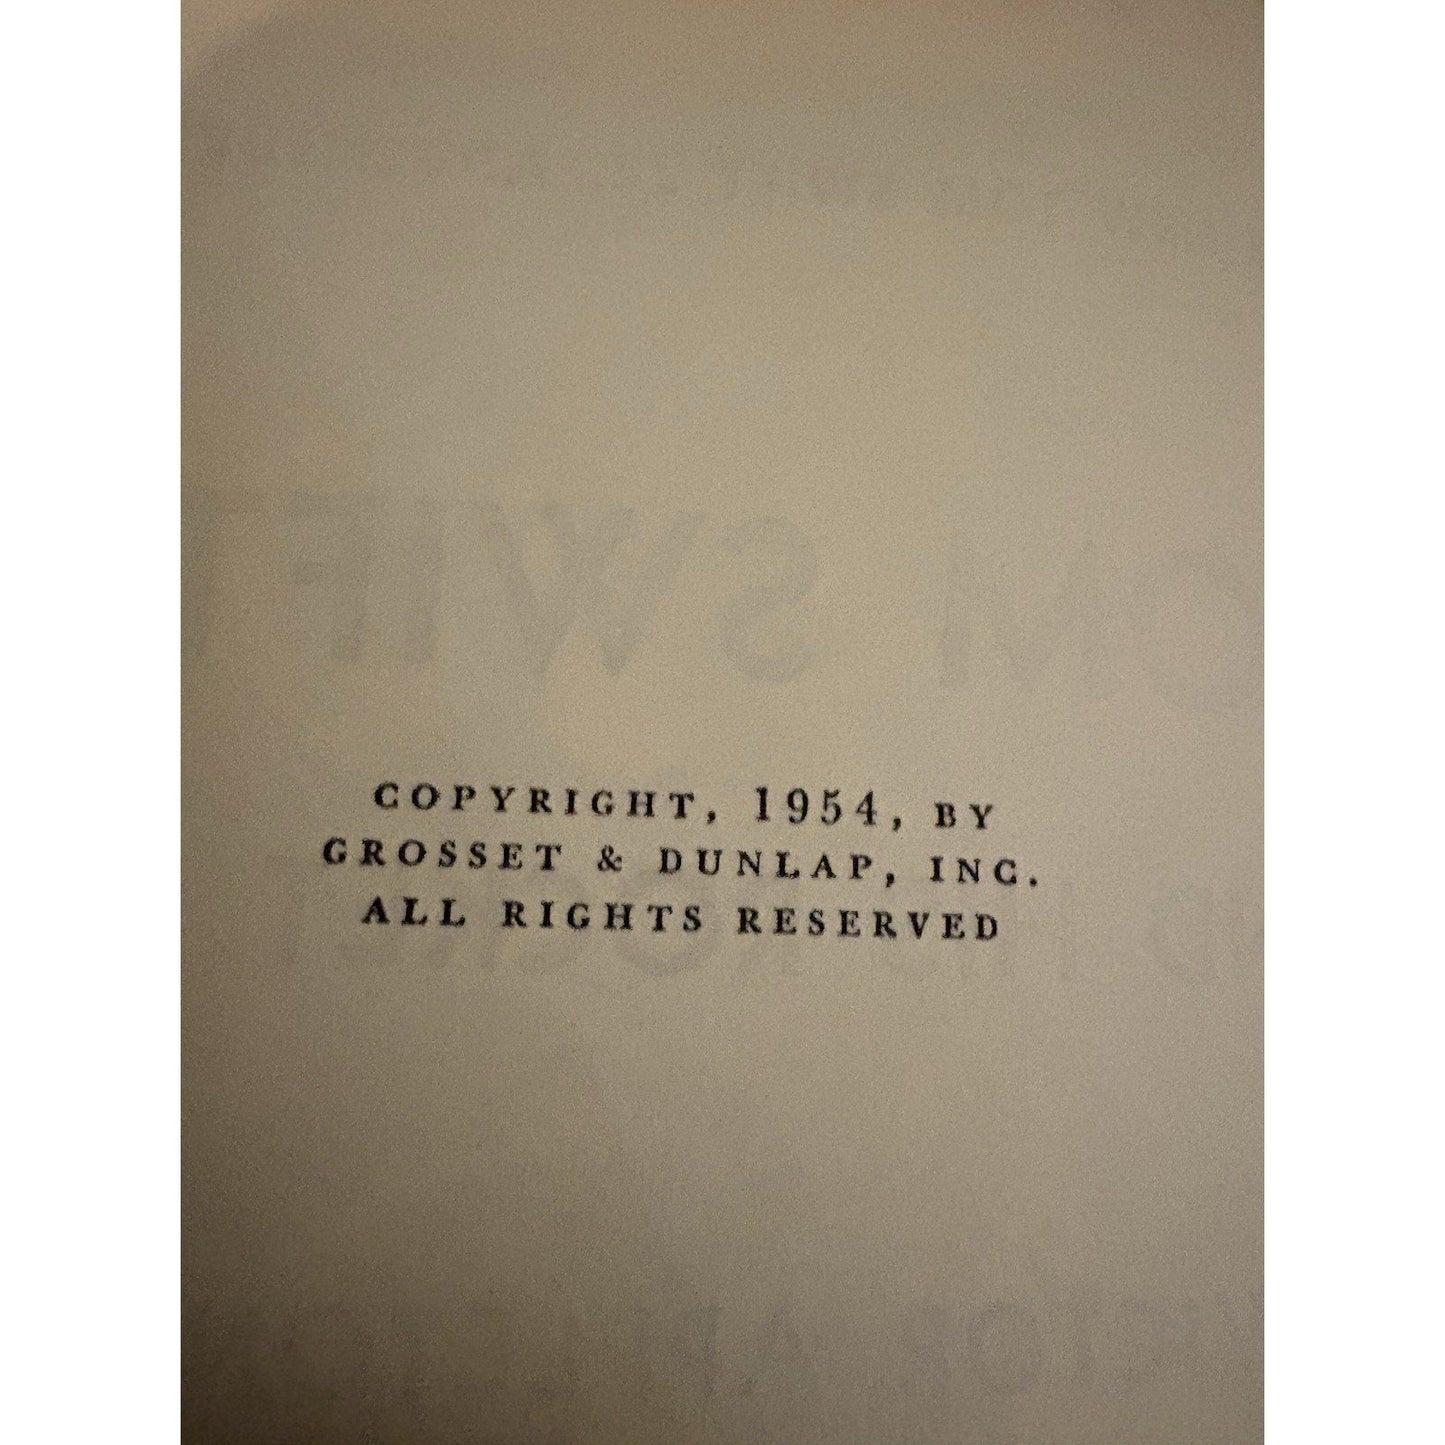 COPYRIGHT, 1954, BY
GROSSET & DUNLAP, INC.
ALL RIGHTS RESERVED